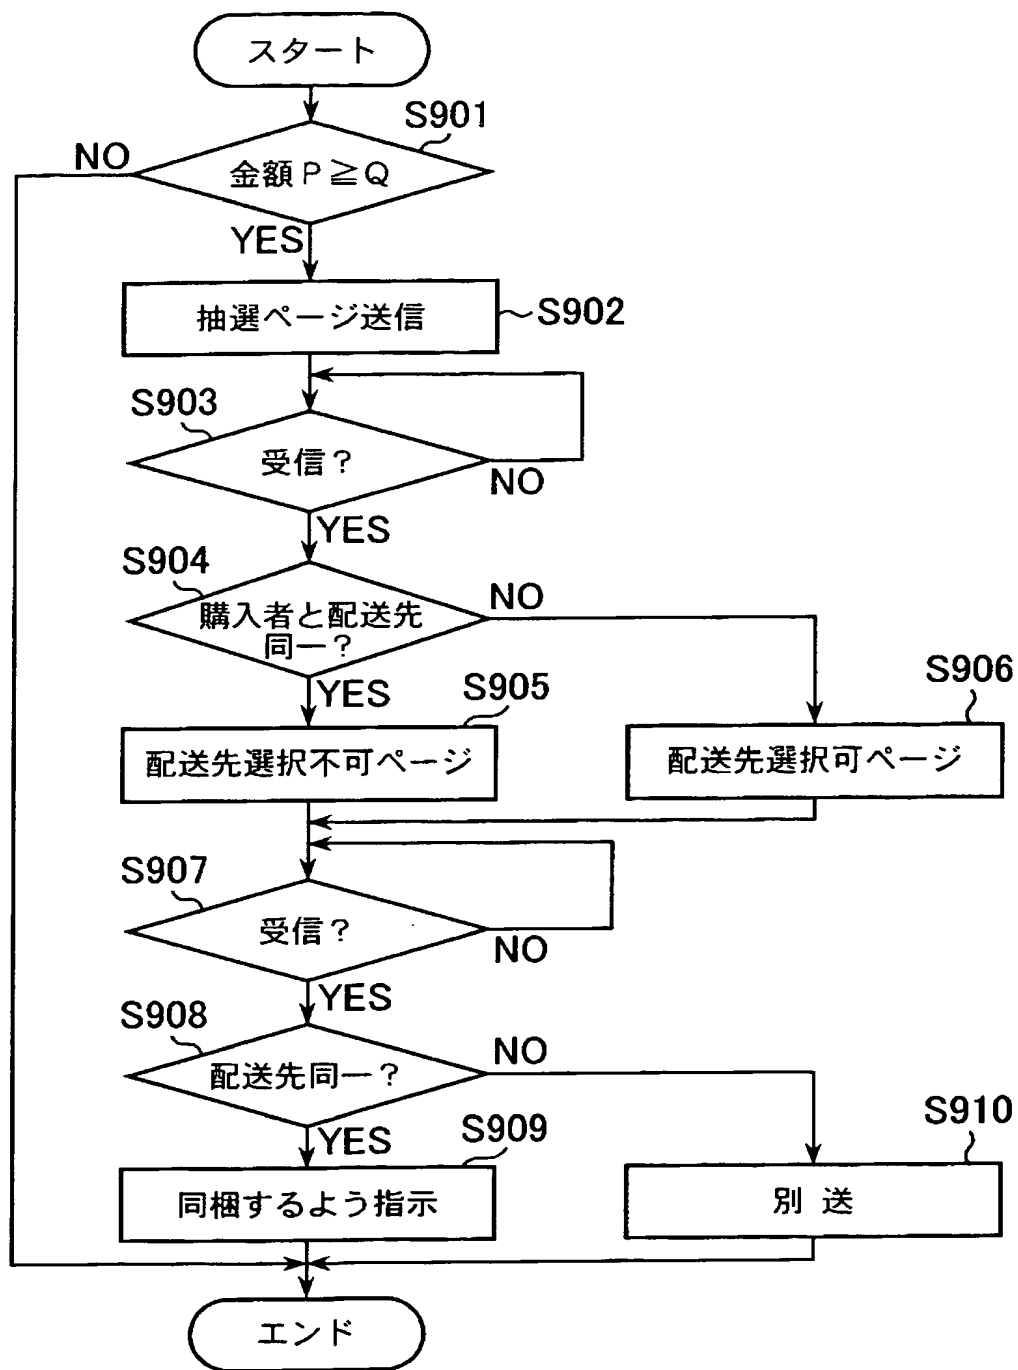 スタート
S901
NO
金額P≧Q
YES
抽選ページ送信
S902
S903
受信?
NO
YES
S904
購入者と配送先
同一?
NO
YES
S905
S906
配送先選択不可ページ
配送先選択可ページ
S907
受信?
NO
YES
S908
配送先同一?
NO
YES
S909
S910
同梱するよう指示
別 送
エンド